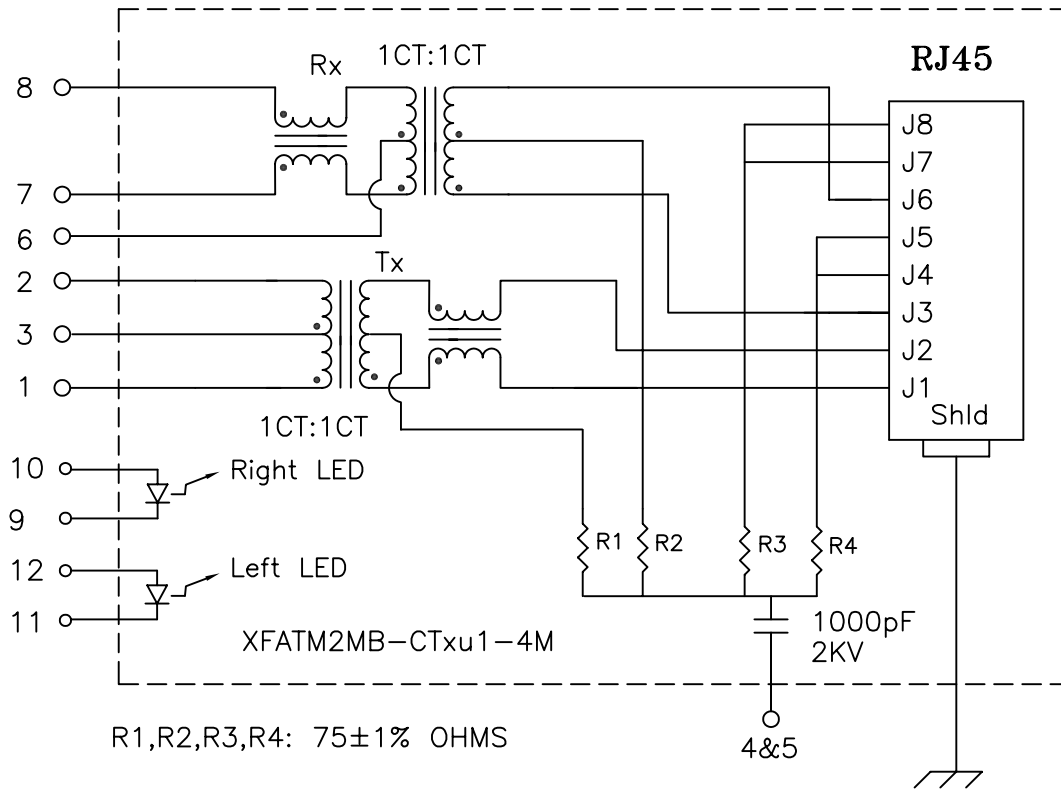 RJ45
1CT:1CT
Rx
8
7
6
2
3
1
Tx
1CT:1CT
J8
J7
J6
J5
J4
J3
J2
J1
Shld
10
9
Right LED
12
11
Left LED
R1
R2
R3
R4
1000pF
2KV
XFATM2MB-CTxu1-4M
R1,R2,R3,R4: 75±1% OHMS
4&5